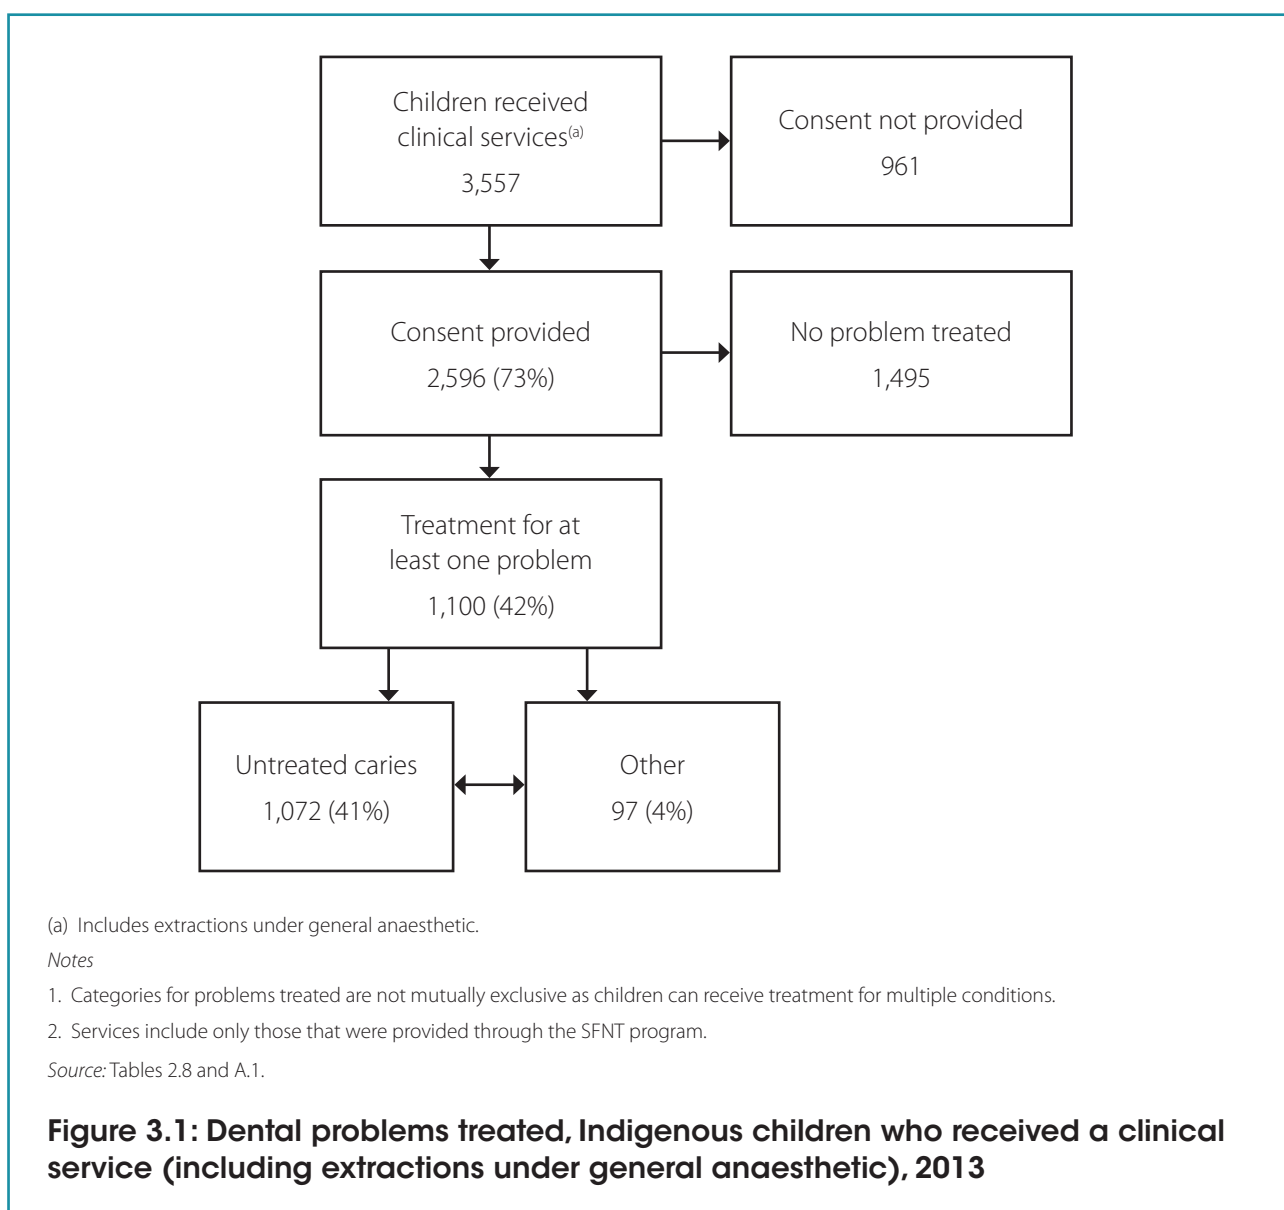 Children received
clinical services(a)
3,557
Consent not provided
961
Consent provided
2,596 (73%)
No problem treated
1,495
Treatment for at
least one problem
1,100 (42%)
Untreated caries
1,072 (41%)
Other
97 (4%)
(a) Includes extractions under general anaesthetic.
Notes
1. Categories for problems treated are not mutually exclusive as children can receive treatment for multiple conditions.
2. Services include only those that were provided through the SFNT program.
Source: Tables 2.8 and A.1.
Figure 3.1: Dental problems treated, Indigenous children who received a clinical
service (including extractions under general anaesthetic), 2013